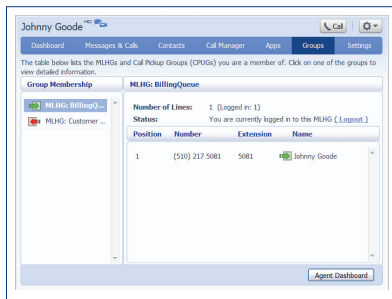 Johnny Goode HD
Call
Dashboard Messages & Calls Contacts Call Manager Apps Groups Settings
The table below lists the MLHGs and Call Pickup Groups (CPUGs) you are a member of. Click on one of the groups to
view detailed information.
Group Membership
MLHG: BillingQ...
MLHG: Customer ...
MLHG: BillingQueue
Number of Lines: 1 (Logged in: 1)
Status: You are currently logged in to this MLHG ( Logout )
Position Number Extension Name
1 (510) 217 5081 5081 Johnny Goode
Agent Dashboard